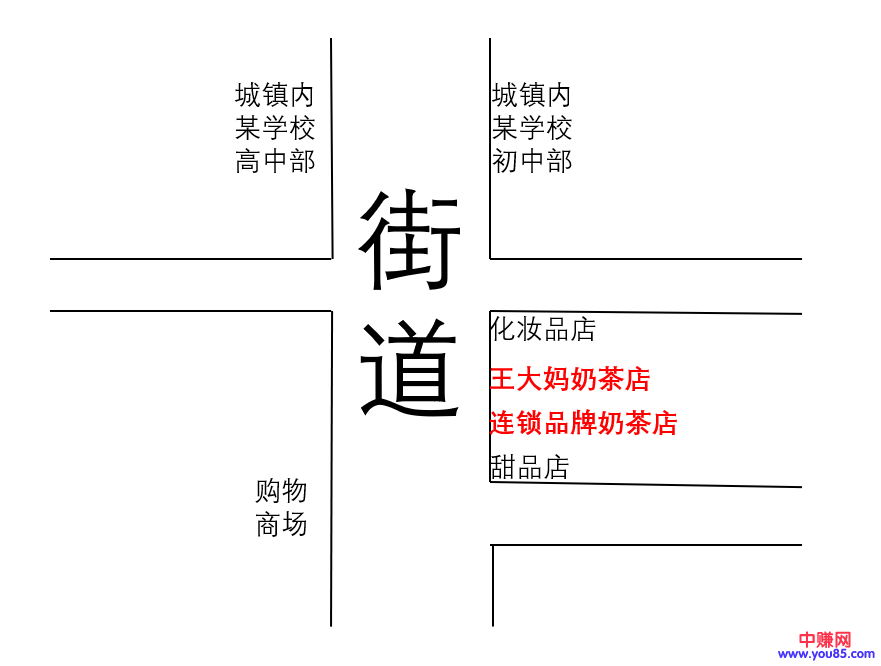 城镇内
某学校
高中部
城镇内
某学校
初中部
街
道
化妆品店
王大妈奶茶店
连锁品牌奶茶店
甜品店
购物
商场
中赚网
www.you85.com